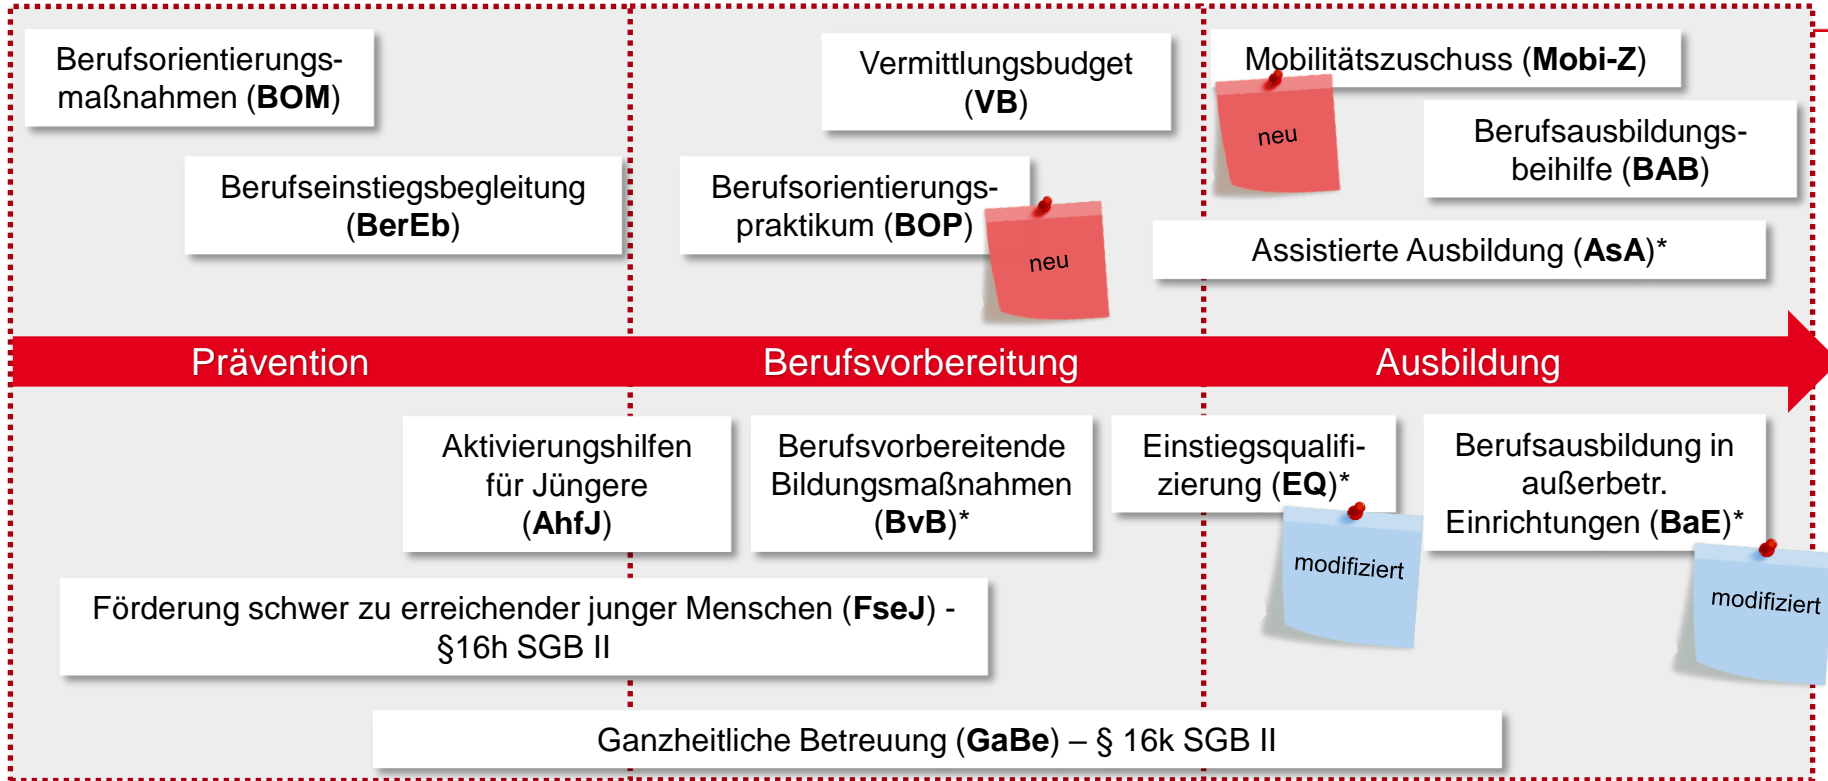 Berufsorientierungs-
maßnahmen (BOM)
Berufseinstiegsbegleitung
(BerEb)
Vermittlungsbudget
(VB)
Berufsorientierungs-
praktikum (BOP)
neu
Mobilitätszuschuss (Mobi-Z)
neu
Berufsausbildungs-
beihilfe (BAB)
Assistierte Ausbildung (AsA)*
Prävention
Berufsvorbereitung
Ausbildung
Aktivierungshilfen
für Jüngere
(AhfJ)
Berufsvorbereitende
Bildungsmaßnahmen
(BvB)*
Einstiegsqualifi-
zierung (EQ)*
modifiziert
Berufsausbildung in
außerbetr.
Einrichtungen (BaE)*
modifiziert
Förderung schwer zu erreichender junger Menschen (FseJ) -
§16h SGB II
Ganzheitliche Betreuung (GaBe) – § 16k SGB II